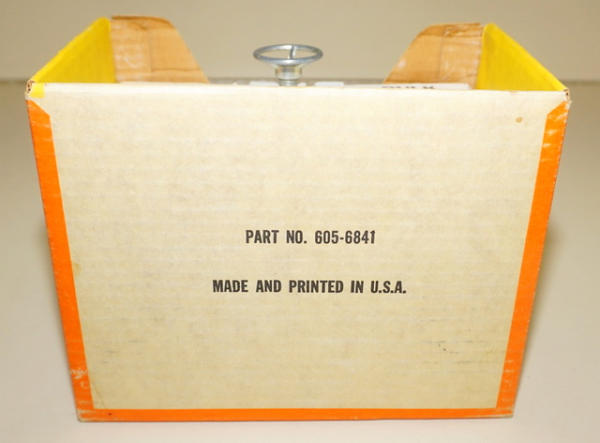 PART NO. 605-6841
MADE AND PRINTED IN U.S.A.